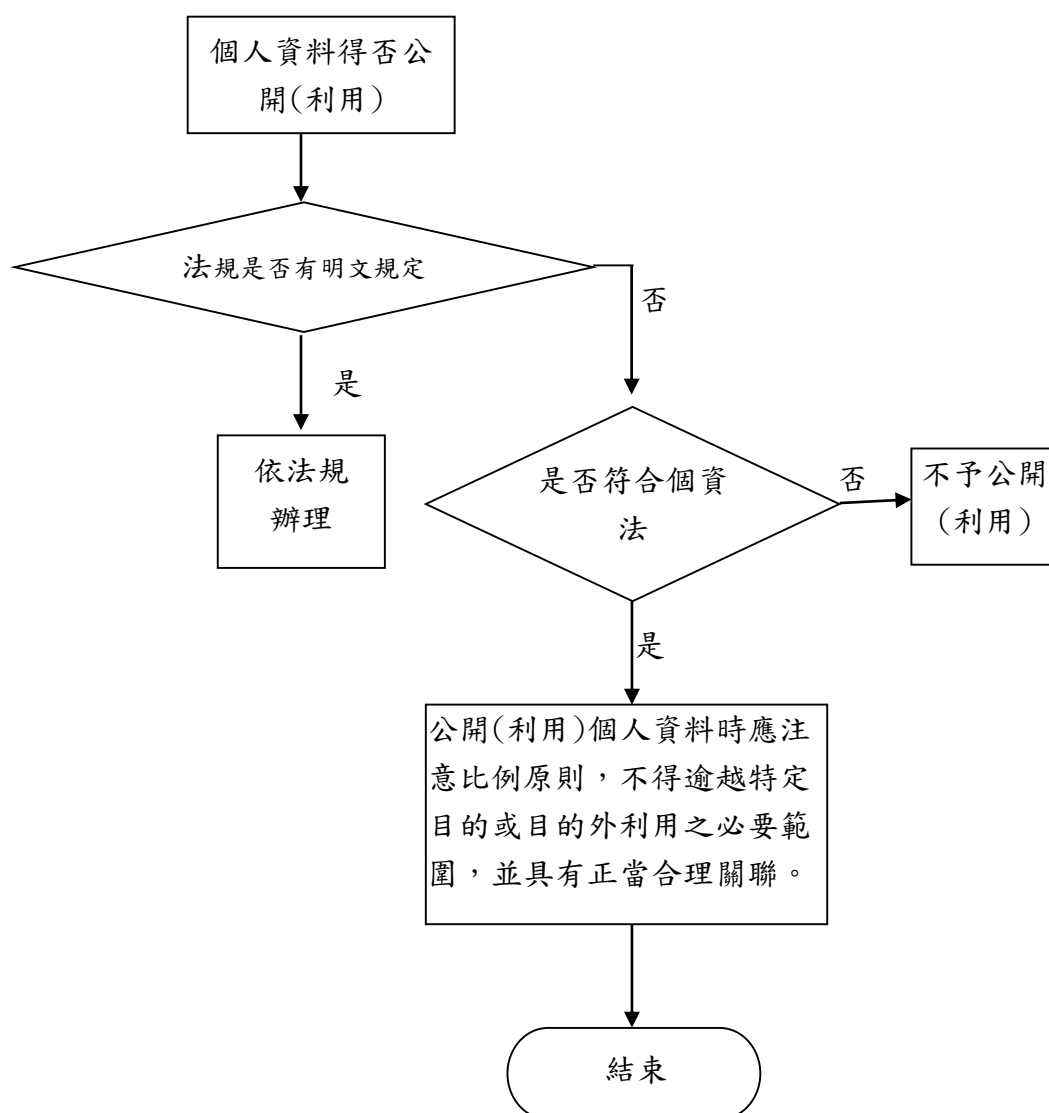 個人資料得否公
開(利用)
法規是否有明文規定
否
是
依法規
辦理
是否符合個資
法
否
不予公開
(利用)
是
公開(利用)個人資料時應注
意比例原則，不得逾越特定
目的或目的外利用之必要範
圍，並具有正當合理關聯。
結束